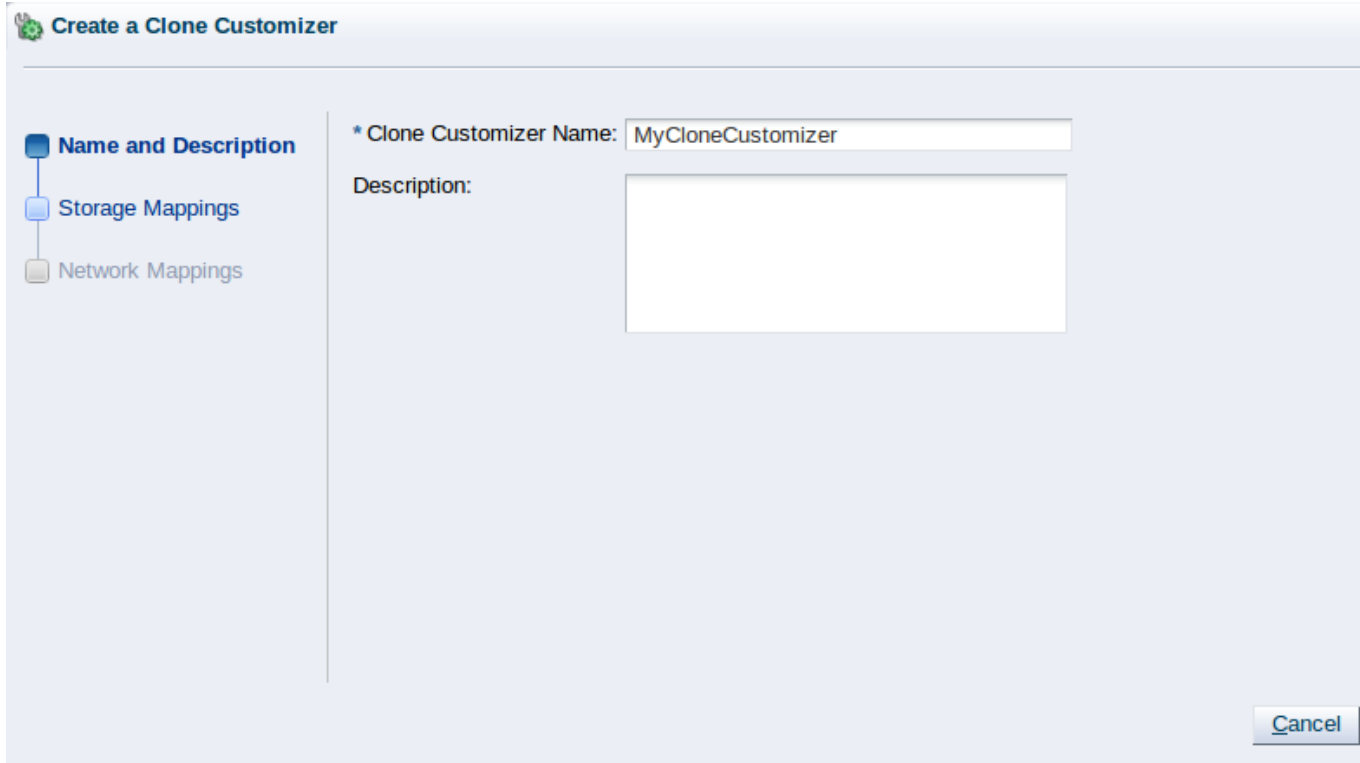 Create a Clone Customizer
Name and Description
Storage Mappings
Network Mappings
* Clone Customizer Name: MyCloneCustomizer
Description:
Cancel